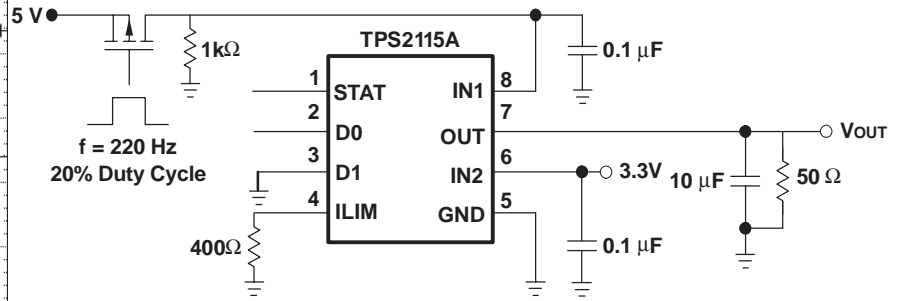 5 V
TPS2115A
1kΩ
0.1 µF
1
STAT
IN1
8
2
D0
OUT
7
VOUT
f = 220 Hz
20% Duty Cycle
3
D1
IN2
6
3.3V
10 µF
50 Ω
4
ILIM
GND
5
400Ω
0.1 µF